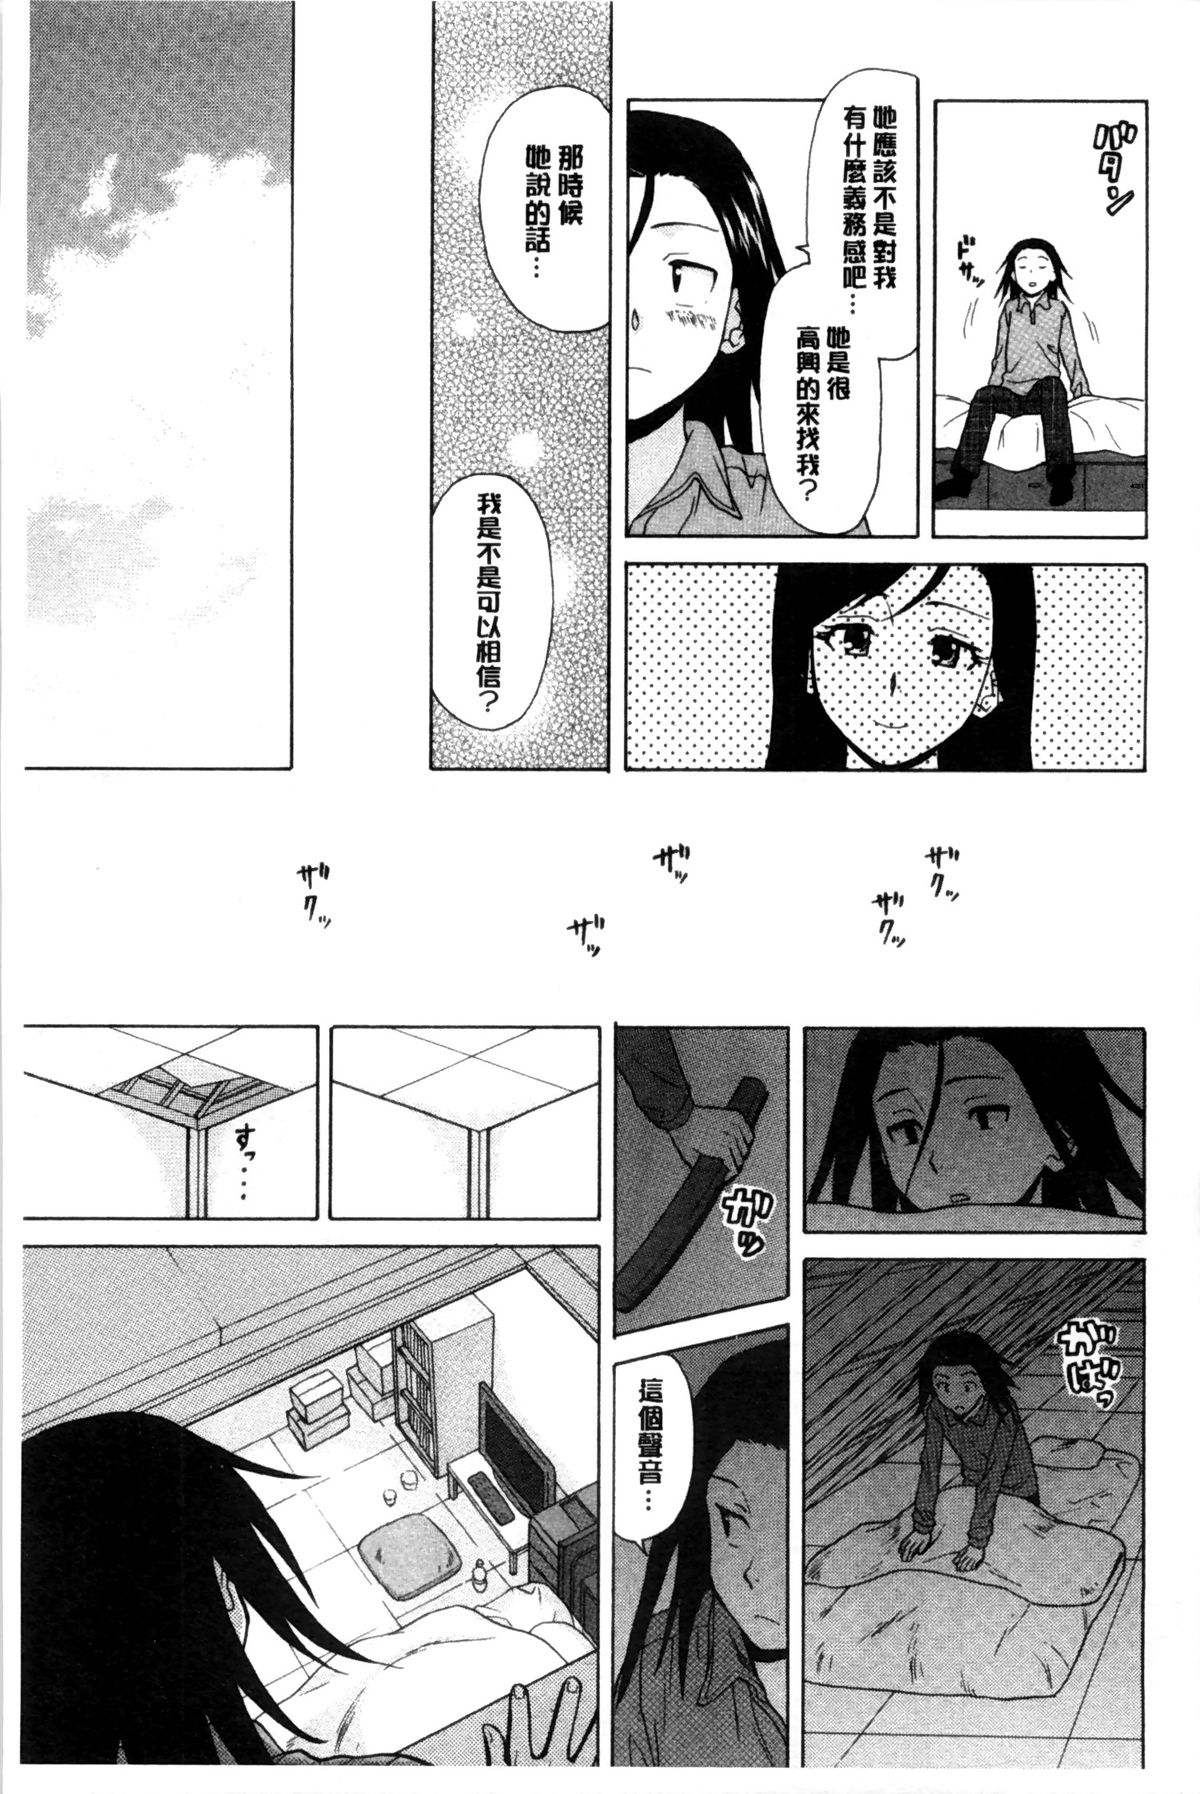 バタン
ドサッ
她應該不是對我
有什麼義務感吧…
她是很
高興的來找我？
那時候
她說的話…
我是不是可以相信？
ザクッ
ザッ
ザクッ
ザッ
ザクッ
がばっ
ガッ
這個聲音…
すっ…